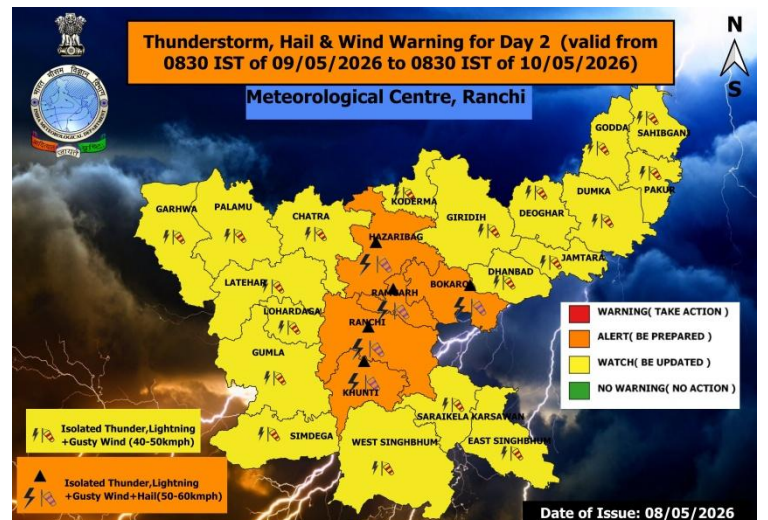 Thunderstorm, Hail & Wind Warning for Day 2 (valid from
0830 IST of 09/05/2026 to 0830 IST of 10/05/2026)
Meteorological Centre, Ranchi
N
S
GODDA
SAHIBGANJ
PAKUR
DUMKA
DEOGHAR
KODERMA
GIRIDIH
GARHWA
PALAMU
CHATRA
HAZARIBAG
JAMTARA
DHANBAD
BOKARO
RAMGARH
LATEHAR
LOHARDAGA
RANCHI
GUMLA
KHUNTI
SIMDEGA
WEST SINGHBHUM
SARAIKELA KARSAWAN
EAST SINGHBHUM
WARNING( TAKE ACTION )
ALERT( BE PREPARED )
WATCH( BE UPDATED )
NO WARNING( NO ACTION )
Isolated Thunder,Lightning
+Gusty Wind (40-50kmph)
Isolated Thunder,Lightning
+Gusty Wind+Hail(50-60kmph)
Date of Issue: 08/05/2026